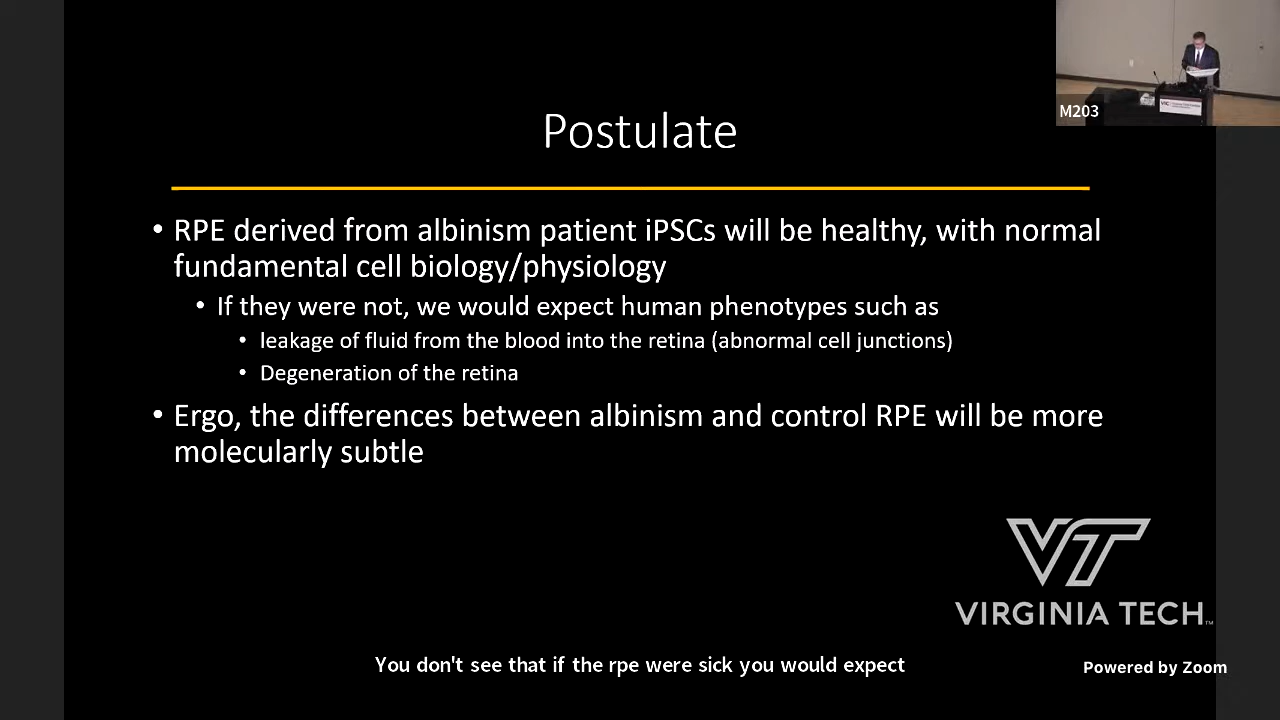 M203
Postulate
• RPE derived from albinism patient iPSCs will be healthy, with normal
fundamental cell biology/physiology
• If they were not, we would expect human phenotypes such as
• leakage of fluid from the blood into the retina (abnormal cell junctions)
• Degeneration of the retina
• Ergo, the differences between albinism and control RPE will be more
molecularly subtle
VT
VIRGINIA TECH™
You don't see that if the rpe were sick you would expect
Powered by Zoom